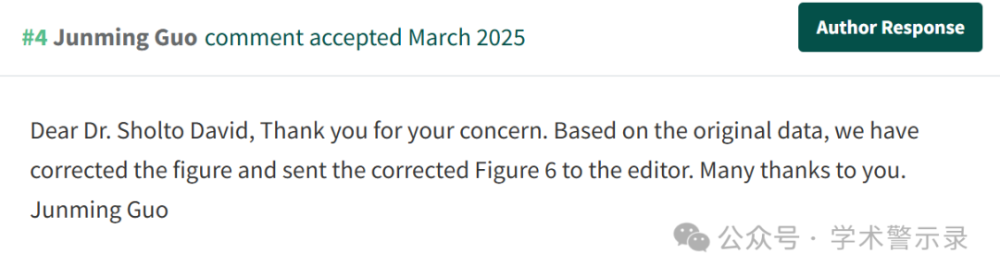 #4 Junming Guo comment accepted March 2025
Author Response
Dear Dr. Sholto David, Thank you for your concern. Based on the original data, we have
corrected the figure and sent the corrected Figure 6 to the editor. Many thanks to you.
Junming Guo
公众号 · 学术警示录